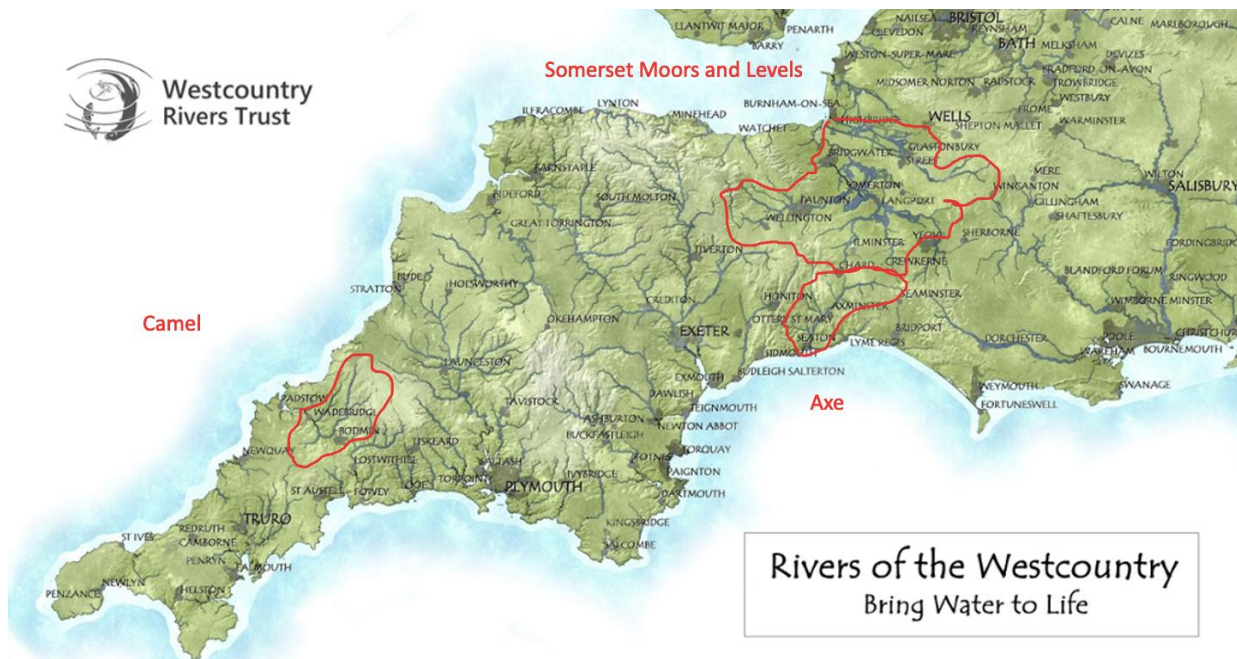 LLANTWIT MAJOR
PENARTH
BARRY
NAILSEA
BRISTOL
CLEVEDON
KEYNSHAM
CALNE
MARLBOROUGH
BATH
MELKSHAM
DEVIZES
WESTON-SUPER-MARE
BRADFORD-ON-AVON
MIDSOMER NORTON
RADSTOCK
TROWBRIDGE
WESTBURY
FROME
WARMINSTER
Westcountry
Rivers Trust
Somerset Moors and Levels
ILFRACOMBE
LYNTON
MINEHEAD
BURNHAM-ON-SEA
WATCHET
HIGHBRIDGE
WELLS
SHEPTON MALLET
BARNSTAPLE
BRIDGWATER
GLASTONBURY
STREET
MERE
WILTON
SALISBURY
BIDEFORD
SOUTH MOLTON
SOMERTON
WINCANTON
GILLINGHAM
SHAFTESBURY
GREAT TORRINGTON
TAUNTON
LANGPORT
WELLINGTON
TIVERTON
ILMINSTER
YEOVIL
SHERBORNE
FORDINGBRIDGE
CHARD
CREWKERNE
BLANDFORD FORUM
RINGWOOD
BUDE
STRATTON
HOLSWORTHY
CREDITON
HONITON
AXMINSTER
BEAMINSTER
WIMBORNE MINSTER
Camel
OKEHAMPTON
EXETER
OTTERY ST MARY
SEATON
LYME REGIS
BRIDPORT
DORCHESTER
POOLE
CHRISTCHURCH
WAREHAM
BOURNEMOUTH
SIDMOUTH
LAUNCESTON
EXMOUTH
BUDLEIGH SALTERTON
WEYMOUTH
SWANAGE
FORTUNESWELL
Axe
PADSTOW
WADEBRIDGE
TAVISTOCK
DAWLISH
TEIGNMOUTH
ASHBURTON
NEWTON ABBOT
BUCKFASTLEIGH
BODMIN
LISKEARD
NEWQUAY
LOSTWITHIEL
SALTASH
TOTNES
TORQUAY
PAIGNTON
IVYBRIDGE
ST AUSTELL
FOWEY
LOOE
TORPOINT
PLYMOUTH
DARTMOUTH
KINGSBRIDGE
SALCOMBE
TRURO
REDRUTH
ST IVES
CAMBORNE
PENRYN
FALMOUTH
NEWLYN
HELSTON
PENZANCE
Rivers of the Westcountry
Bring Water to Life